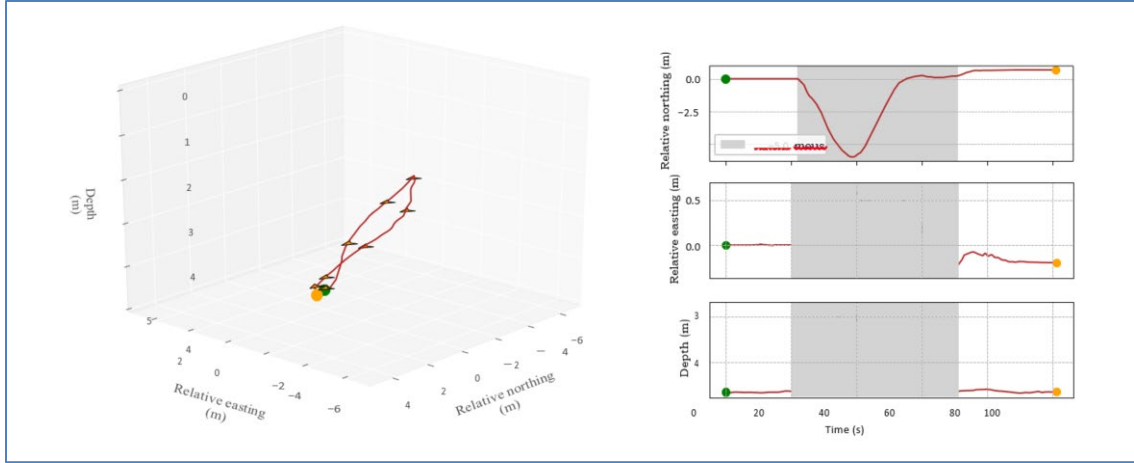 0
1
2
3
4
Depth
(m)
5 4 2 0 −2 −4 −6
Relative easting
(m)
4 2 0 −2 − 4 −6
Relative northing
(m)
Relative northing (m)
0.0
−2.5
Relative easting (m)
0.5
0.0
Depth (m)
3
4
0 20 40 60 80 100
Time (s)